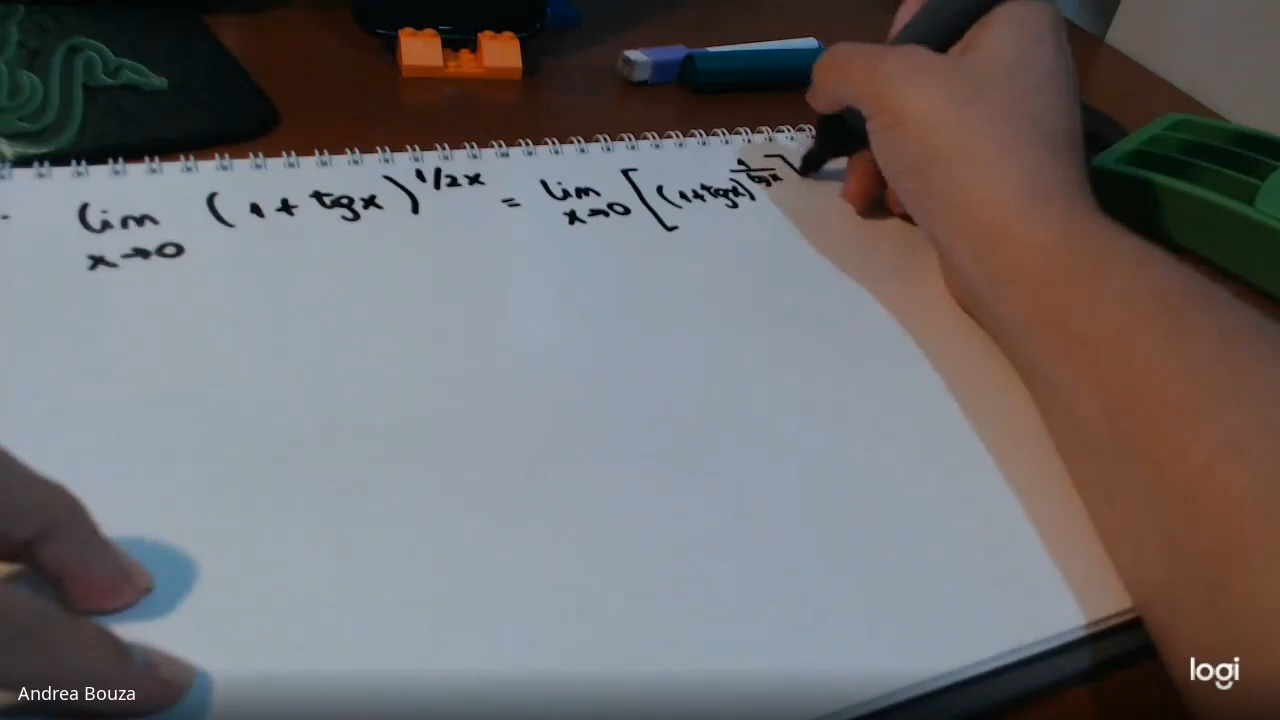 lim (1 + tgx)^1/2x = lim [(1+tgx)^1/tgx]
x→0 x→0
Andrea Bouza
logi